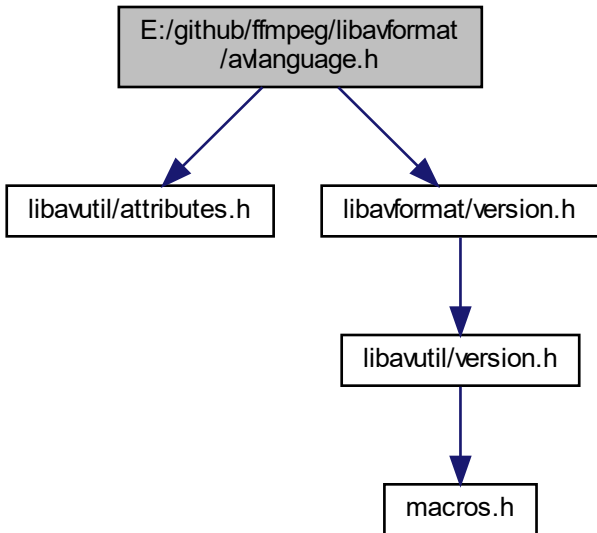 E:/github/ffmpeg/libavformat
/avlanguage.h
libavutil/attributes.h
libavformat/version.h
libavutil/version.h
macros.h